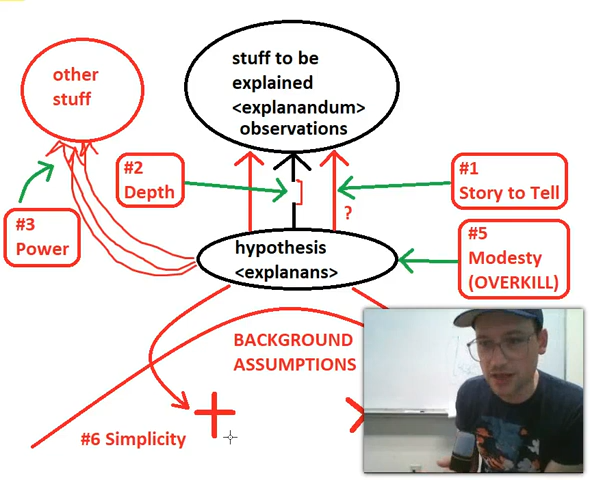 other
stuff
stuff to be
explained
<explanandum>
observations
#2
Depth
#1
Story to Tell
#3
Power
?
hypothesis
<explanans>
#5
Modesty
(OVERKILL)
BACKGROUND
ASSUMPTIONS
#6 Simplicity